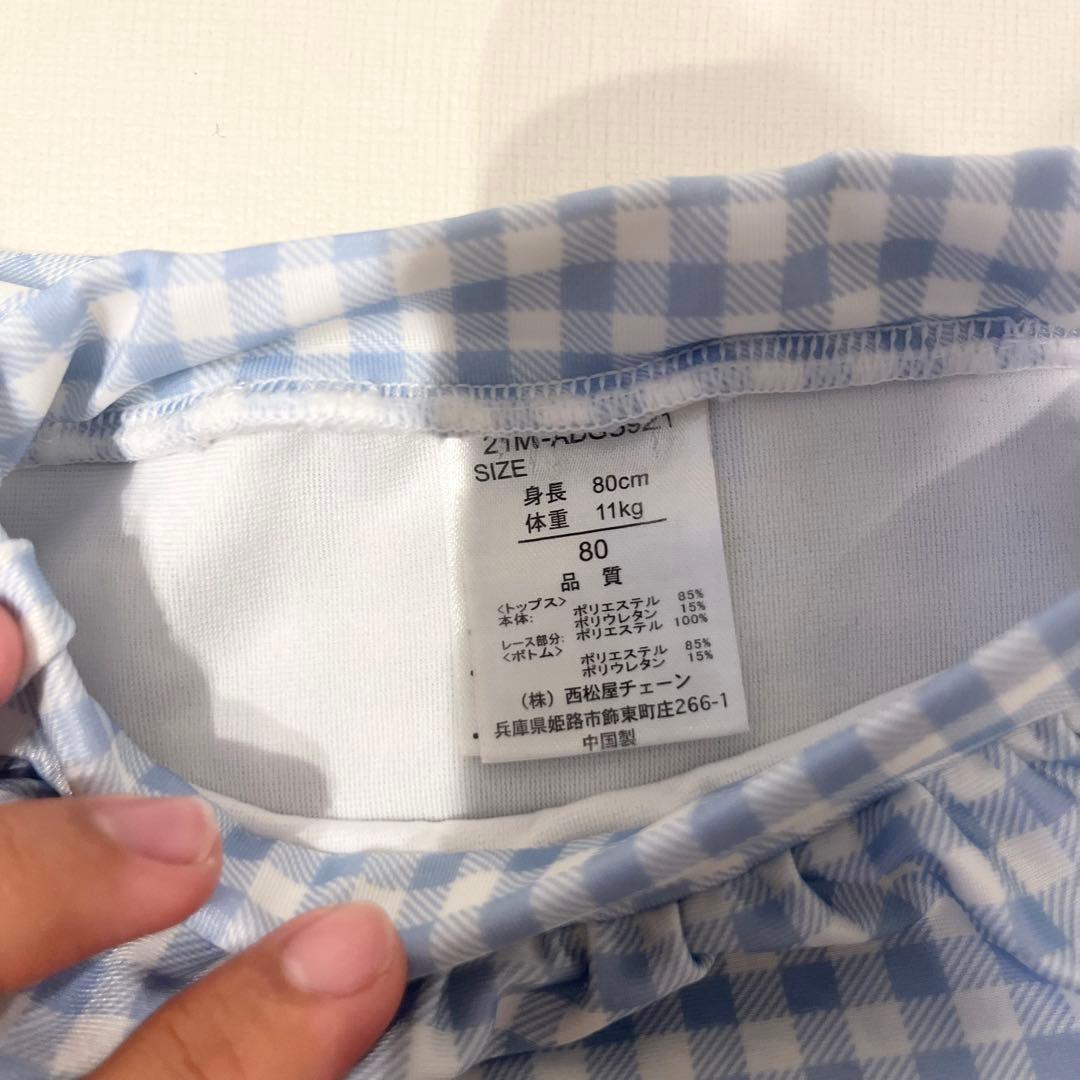 SIZE
身長 80cm
体重 11kg
80
品質
<トップス>
本体: ポリエステル 85%
ポリウレタン 15%
レース部分: ポリエステル 100%
<ボトム>
ポリエステル 85%
ポリウレタン 15%
(株) 西松屋チェーン
兵庫県姫路市飾東町庄266-1
中国製